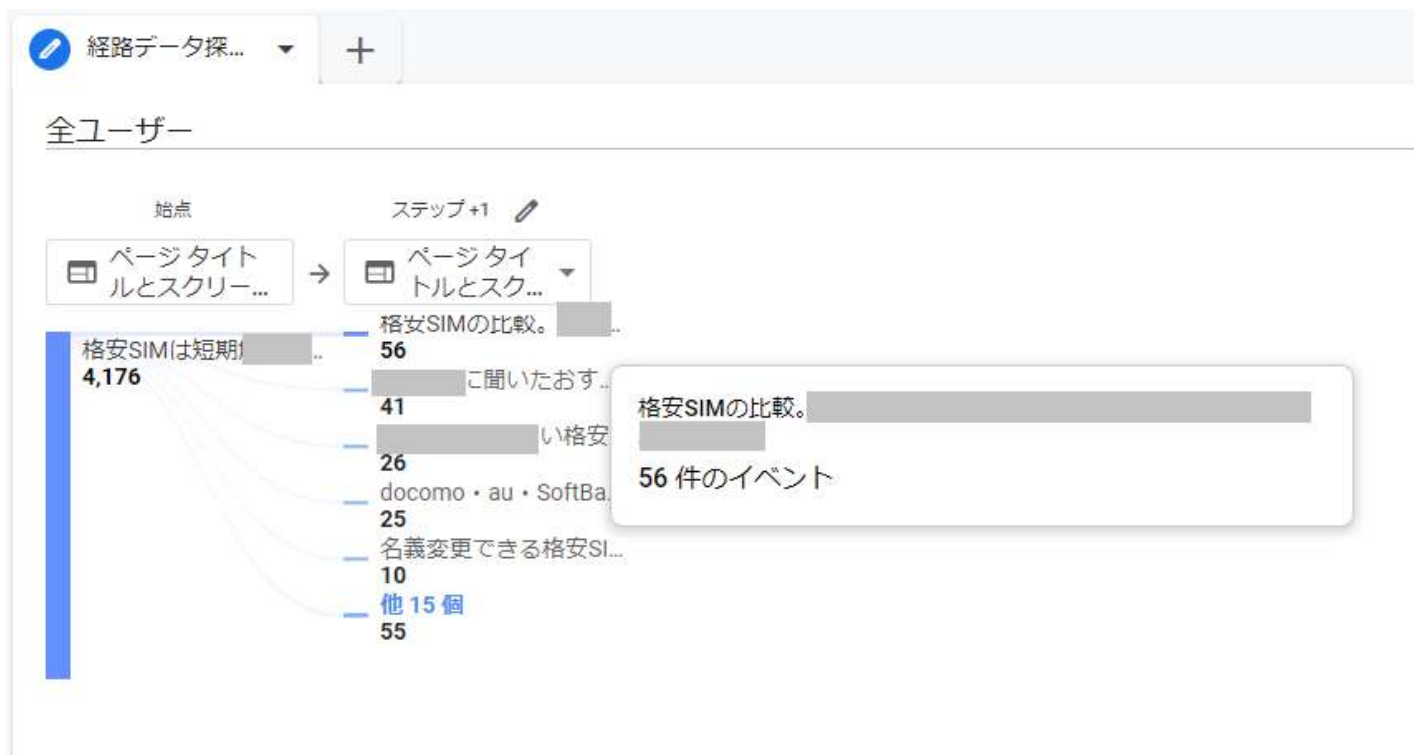 経路データ探...
全ユーザー
始点
ステップ +1
ページ タイト
ルとスクリー...
ページ タイ
トルとスク...
格安SIMは短期
4,176
格安SIMの比較。 ...
56
に聞いたおす...
41
い格安
26
docomo・au・SoftBa...
25
名義変更できる格安SI...
10
他 15 個
55
格安SIMの比較。
56 件のイベント